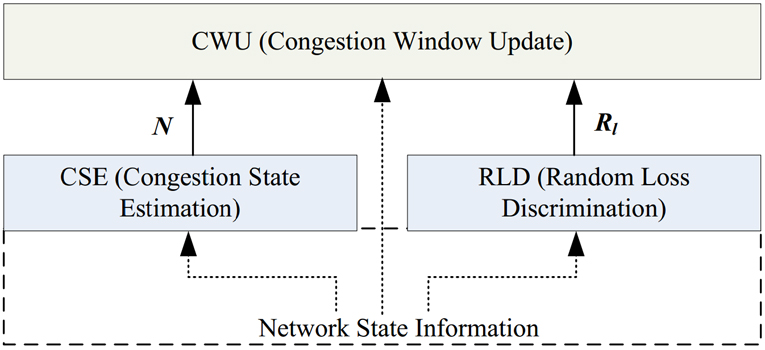 CWU (Congestion Window Update)
N
R_l
CSE (Congestion State
Estimation)
RLD (Random Loss
Discrimination)
Network State Information